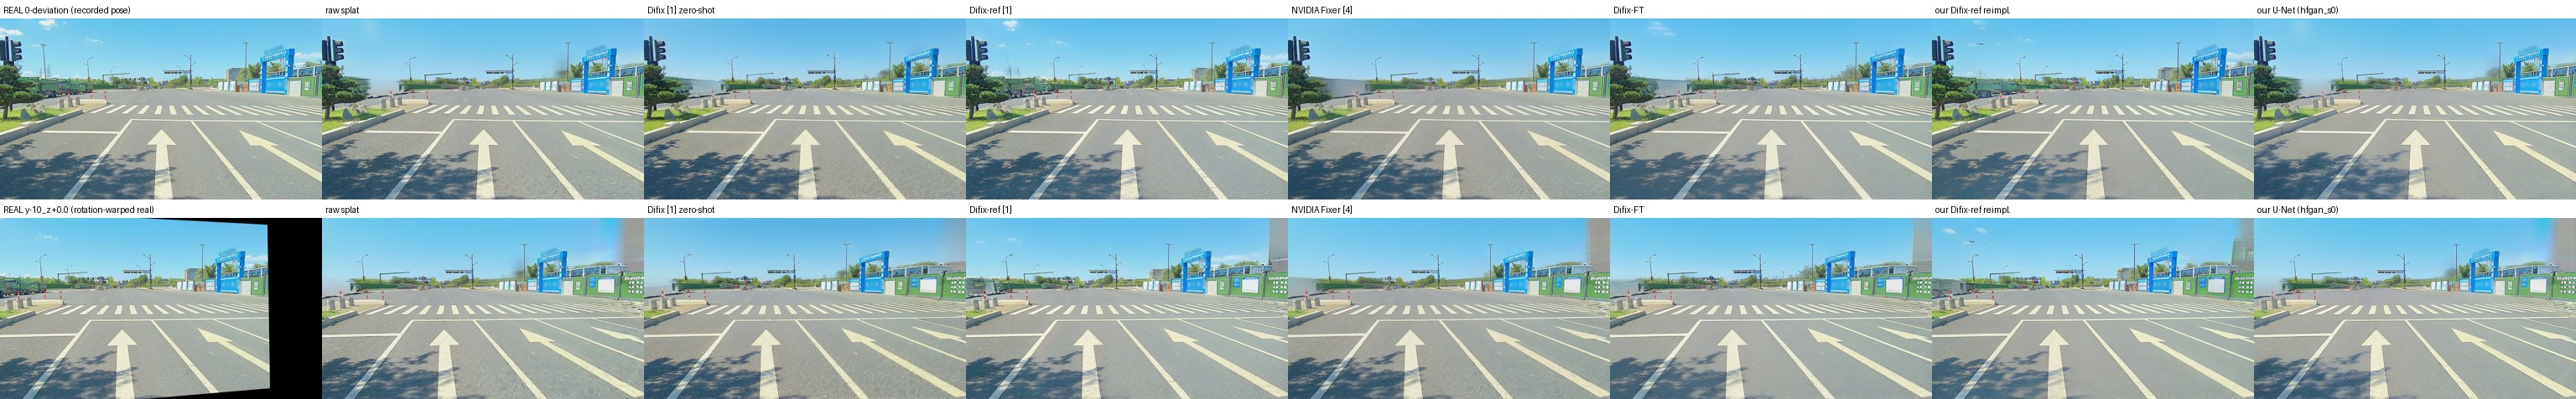 REAL 0-deviation (recorded pose)
raw splat
Difix [1] zero-shot
Difix-ref [1]
NVIDIA Fixer [4]
Difix-FT
our Difix-ref reimpl.
our U-Net (hfgan_s0)
REAL y-10_z+0.0 (rotation-warped real)
raw splat
Difix [1] zero-shot
Difix-ref [1]
NVIDIA Fixer [4]
Difix-FT
our Difix-ref reimpl.
our U-Net (hfgan_s0)